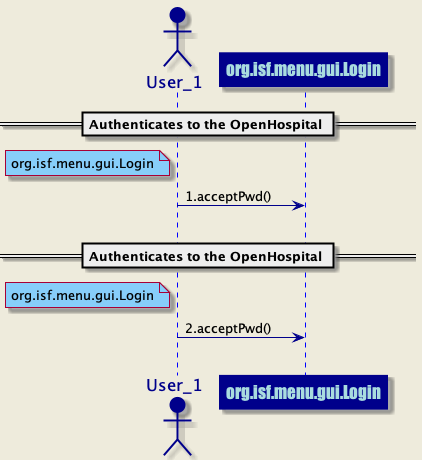 User_1
org.isf.menu.gui.Login
Authenticates to the OpenHospital
org.isf.menu.gui.Login
1.acceptPwd()
Authenticates to the OpenHospital
org.isf.menu.gui.Login
2.acceptPwd()
User_1
org.isf.menu.gui.Login